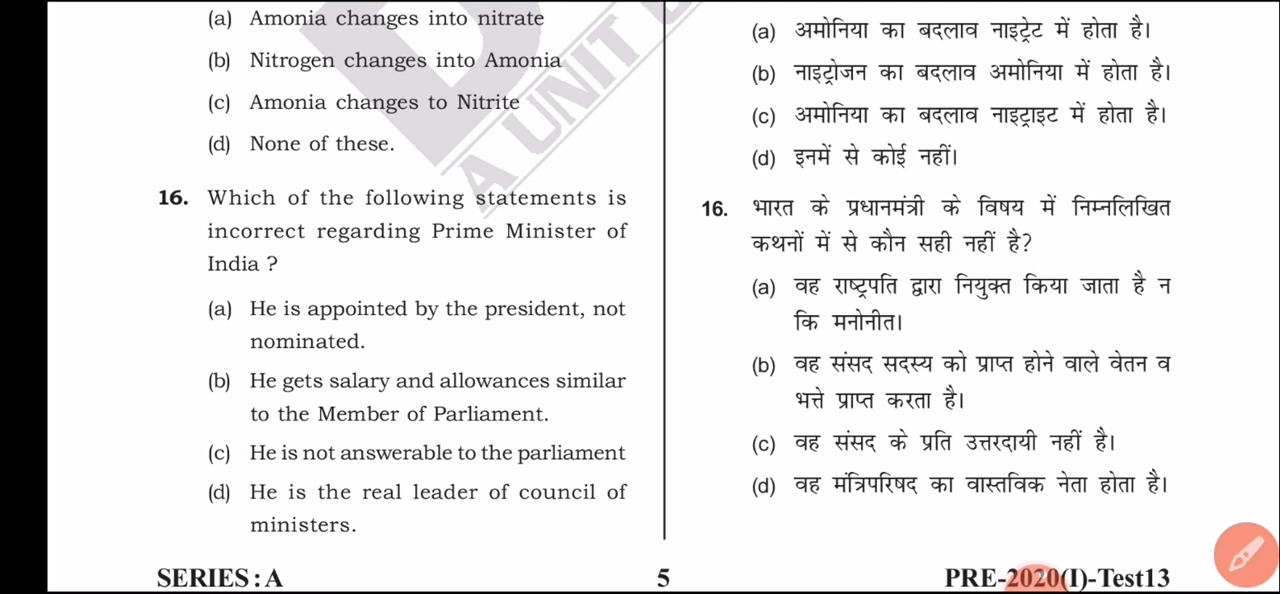 (a) Amonia changes into nitrate
(b) Nitrogen changes into Amonia
(c) Amonia changes to Nitrite
(d) None of these.
16. Which of the following statements is
incorrect regarding Prime Minister of
India ?
(a) He is appointed by the president, not
nominated.
(b) He gets salary and allowances similar
to the Member of Parliament.
(c) He is not answerable to the parliament
(d) He is the real leader of council of
ministers.
(a) अमोनिया का बदलाव नाइट्रेट में होता है।
(b) नाइट्रोजन का बदलाव अमोनिया में होता है।
(c) अमोनिया का बदलाव नाइट्राइट में होता है।
(d) इनमें से कोई नहीं।
16. भारत के प्रधानमंत्री के विषय में निम्नलिखित
कथनों में से कौन सही नहीं है?
(a) वह राष्ट्रपति द्वारा नियुक्त किया जाता है न
कि मनोनीत।
(b) वह संसद सदस्य को प्राप्त होने वाले वेतन व
भत्ते प्राप्त करता है।
(c) वह संसद के प्रति उत्तरदायी नहीं है।
(d) वह मंत्रिपरिषद का वास्तविक नेता होता है।
A UNIT
SERIES : A 5 PRE-2020(I)-Test13